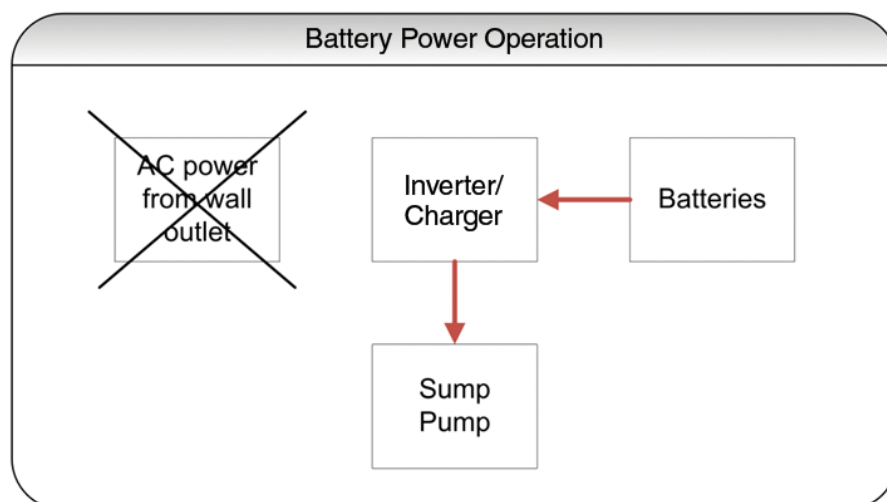 Battery Power Operation
AC power
from wall
outlet
Inverter/
Charger
Batteries
Sump
Pump